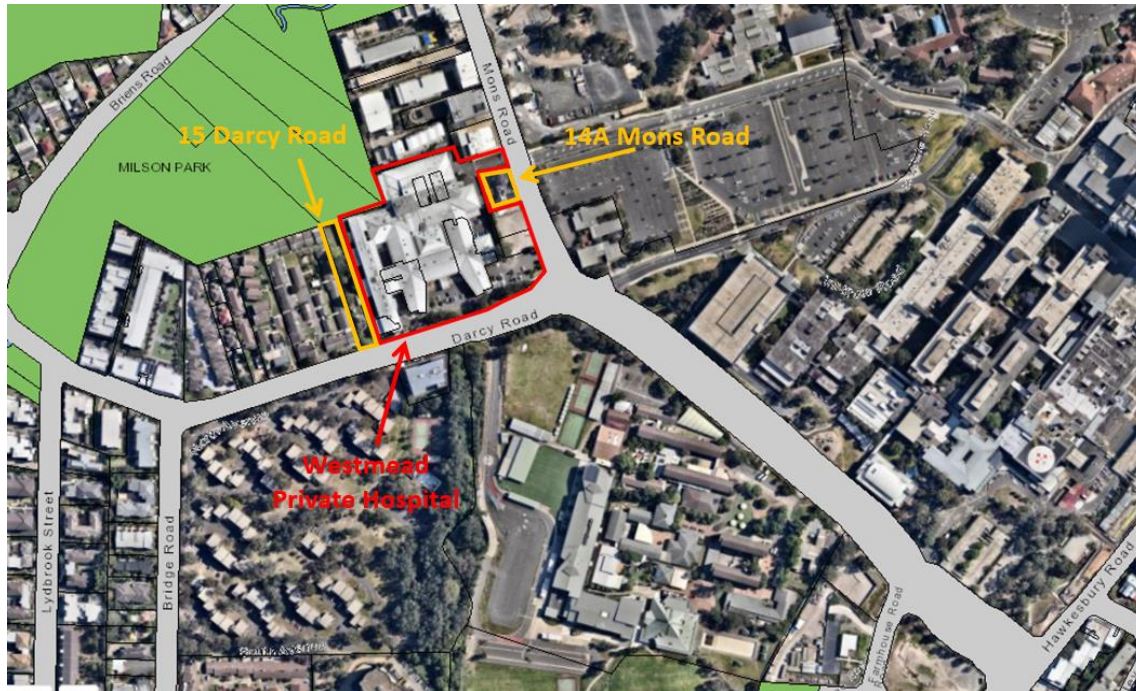 Briens Road
Mons Road
15 Darcy Road
14A Mons Road
MILSON PARK
Darcy Road
Westmead
Private Hospital
Lydbrook Street
Bridge Road
Farmhouse Road
Hawkesbury Road